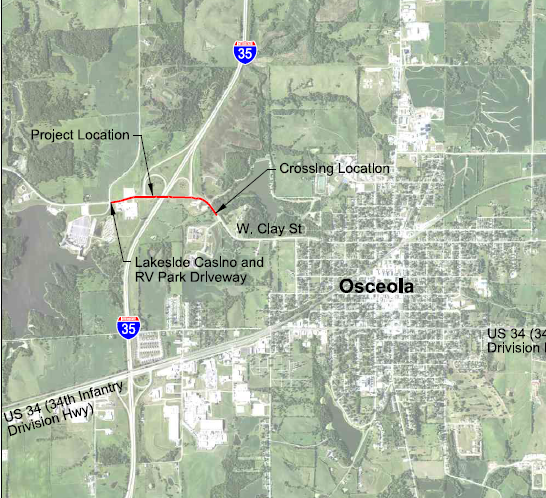 35
Project Location
Crossing Location
W. Clay St
Lakeside Casino and
RV Park Driveway
Osceola
35
US 34 (34
Drivision
US 34 (34th Infantry
Division Hwy)